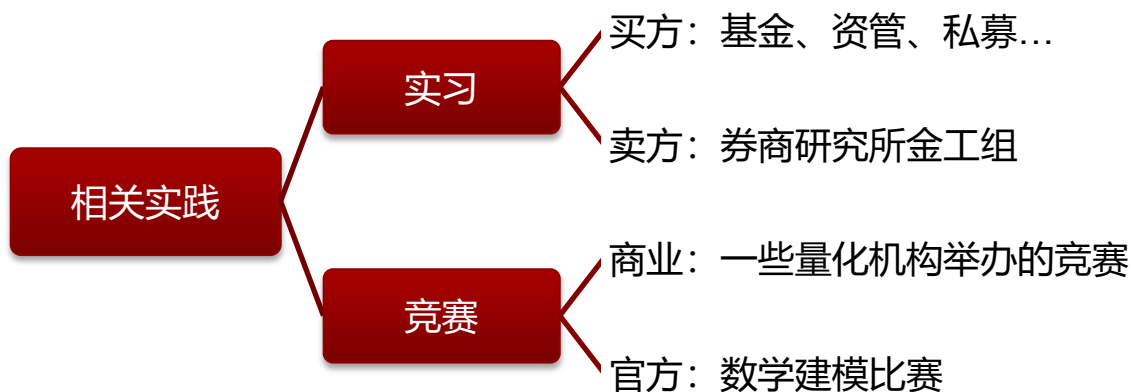 相关实践
实习
买方：基金、资管、私募…
卖方：券商研究所金工组
竞赛
商业：一些量化机构举办的竞赛
官方：数学建模比赛